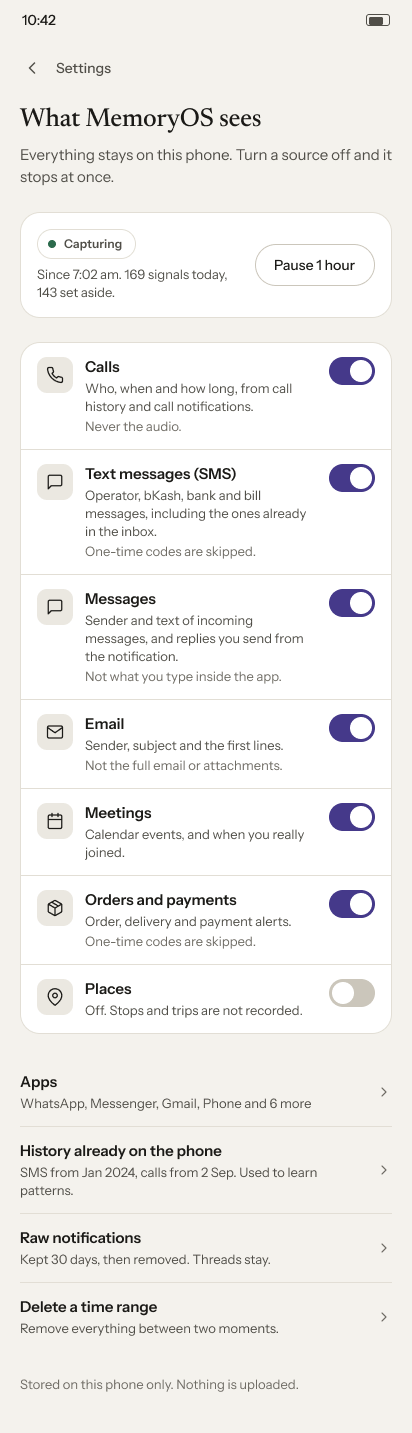 10:42
Settings
What MemoryOS sees
Everything stays on this phone. Turn a source off and it
stops at once.
Capturing
Since 7:02 am. 169 signals today,
143 set aside.
Pause 1 hour
Calls
Who, when and how long, from call
history and call notifications.
Never the audio.
Text messages (SMS)
Operator, bKash, bank and bill
messages, including the ones already
in the inbox.
One-time codes are skipped.
Messages
Sender and text of incoming
messages, and replies you send from
the notification.
Not what you type inside the app.
Email
Sender, subject and the first lines.
Not the full email or attachments.
Meetings
Calendar events, and when you really
joined.
Orders and payments
Order, delivery and payment alerts.
One-time codes are skipped.
Places
Off. Stops and trips are not recorded.
Apps
WhatsApp, Messenger, Gmail, Phone and 6 more
History already on the phone
SMS from Jan 2024, calls from 2 Sep. Used to learn
patterns.
Raw notifications
Kept 30 days, then removed. Threads stay.
Delete a time range
Remove everything between two moments.
Stored on this phone only. Nothing is uploaded.